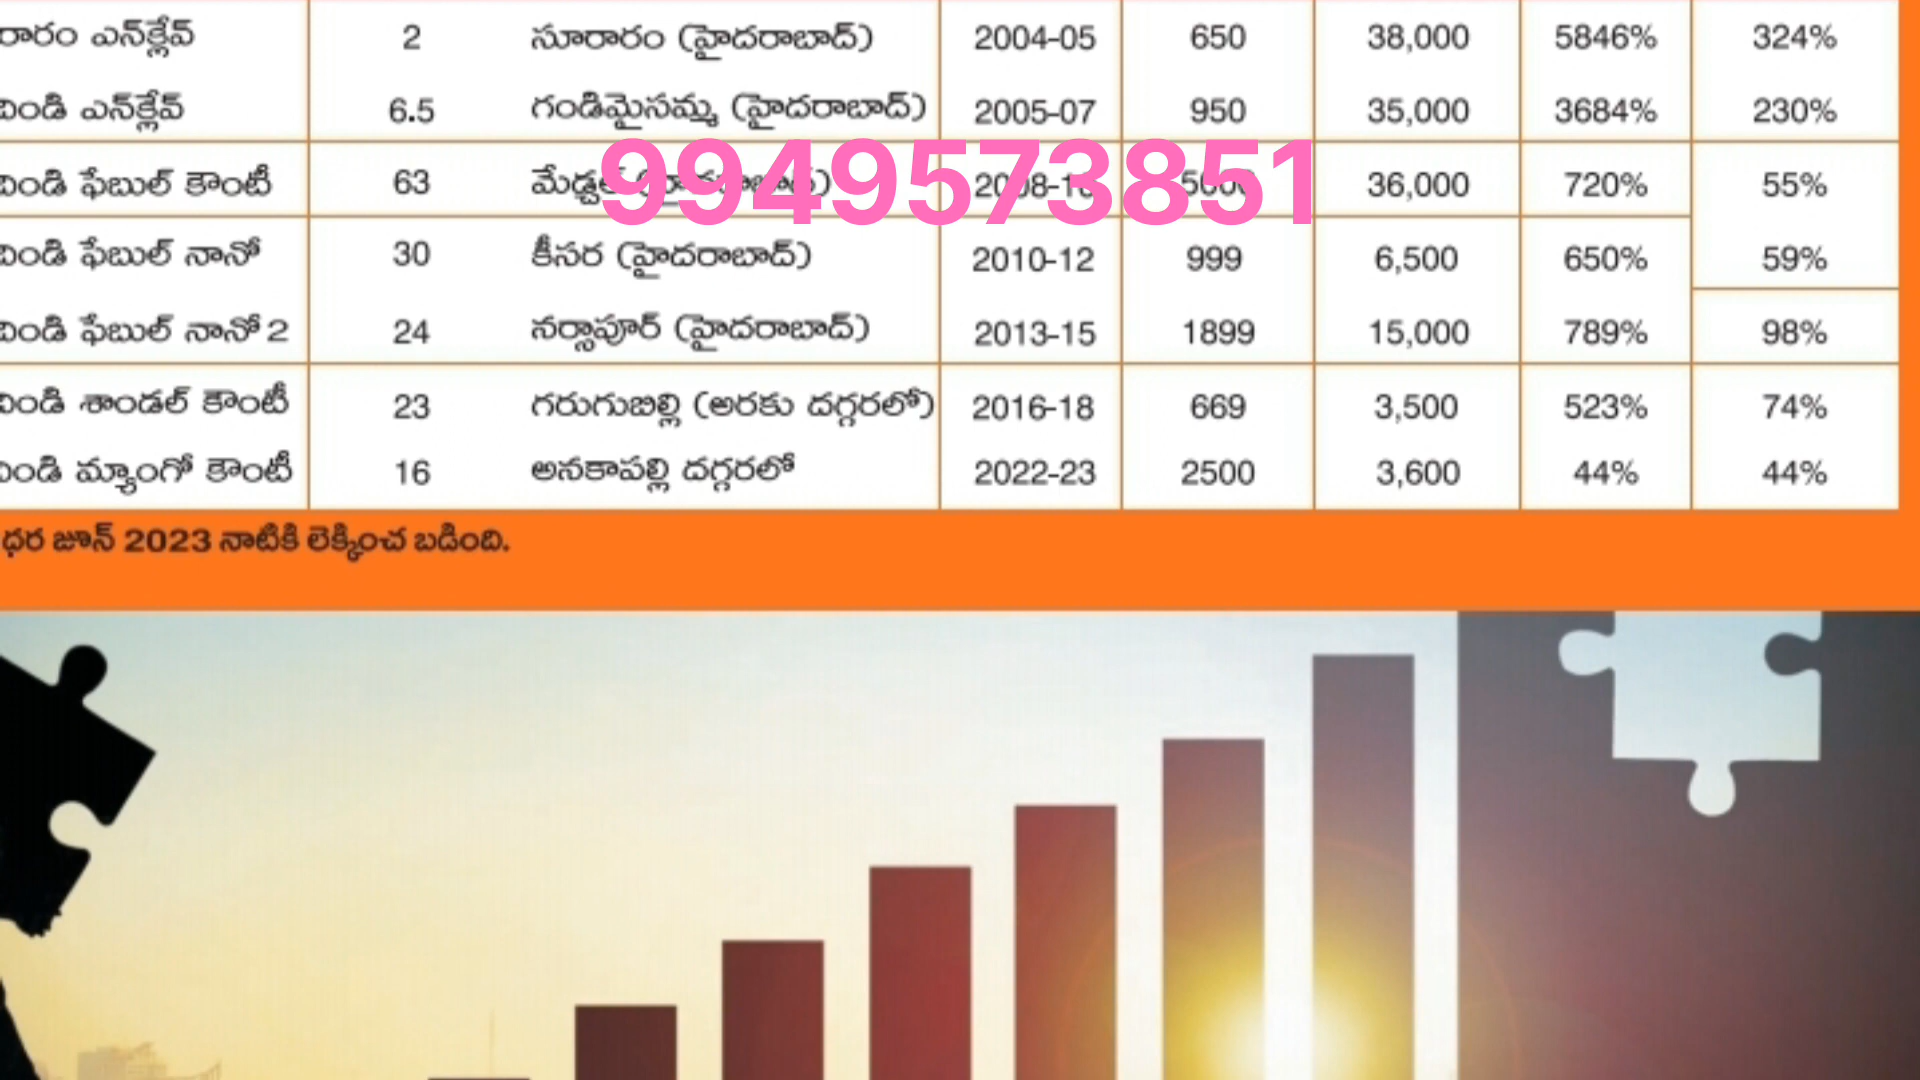 రారం ఎన్‌క్లేవ్ 2 సూరారం (హైదరాబాద్) 2004-05 650 38,000 5846% 324%
విండి ఎన్‌క్లేవ్ 6.5 గండిమైసమ్మ (హైదరాబాద్) 2005-07 950 35,000 3684% 230%
9949573851
విండి ఫేబుల్ కౌంటీ 63 36,000 720% 55%
విండి ఫేబుల్ నానో 30 కీసర (హైదరాబాద్) 2010-12 999 6,500 650% 59%
విండి ఫేబుల్ నానో 2 24 నర్సాపూర్ (హైదరాబాద్) 2013-15 1899 15,000 789% 98%
విండి శాండల్ కౌంటీ 23 గరుగుబిల్లి (అరకు దగ్గరలో) 2016-18 669 3,500 523% 74%
విండి మ్యాంగో కౌంటీ 16 అనకాపల్లి దగ్గరలో 2022-23 2500 3,600 44% 44%
ధర జూన్ 2023 నాటికి లెక్కించ బడింది.